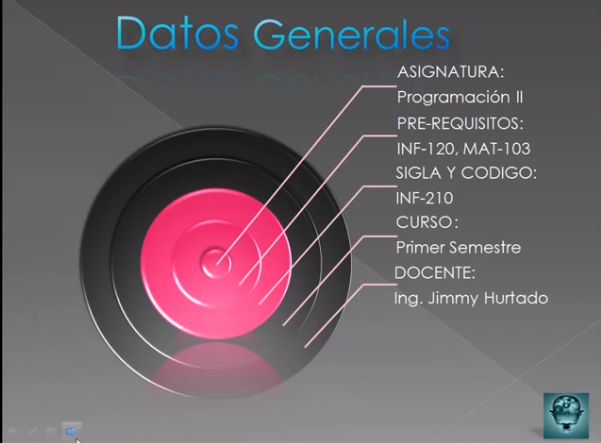 Datos Generales
ASIGNATURA:
Programación II
PRE-REQUISITOS:
INF-120, MAT-103
SIGLA Y CODIGO:
INF-210
CURSO:
Primer Semestre
DOCENTE:
Ing. Jimmy Hurtado